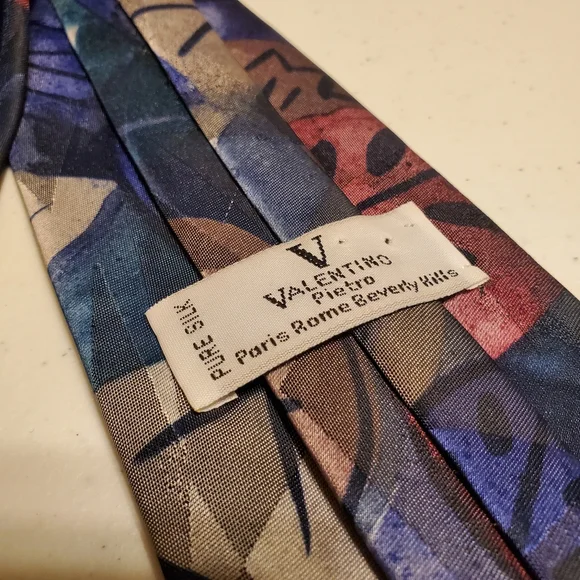 V
VALENTINO
Pietro
Paris Rome Beverly Hills
PURE SILK